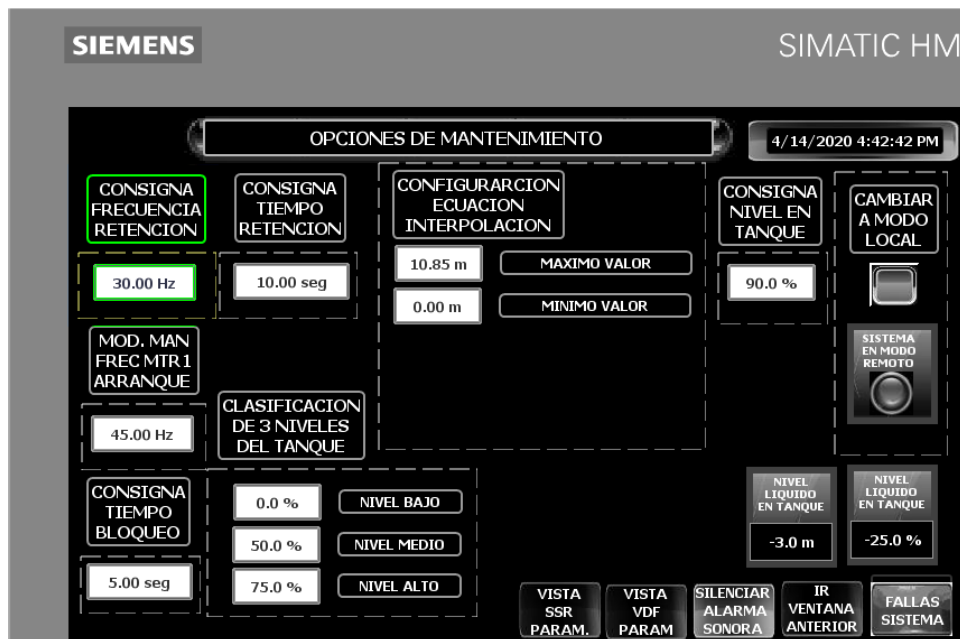 SIEMENS
SIMATIC HM
OPCIONES DE MANTENIMIENTO
4/14/2020 4:42:42 PM
CONSIGNA
FRECUENCIA
RETENCION
30.00 Hz
CONSIGNA
TIEMPO
RETENCION
10.00 seg
CONFIGURARCION
ECUACION
INTERPOLACION
10.85 m
MAXIMO VALOR
0.00 m
MINIMO VALOR
CONSIGNA
NIVEL EN
TANQUE
90.0 %
CAMBIAR
A MODO
LOCAL
SISTEMA
EN MODO
REMOTO
MOD. MAN
FREC MTR1
ARRANQUE
45.00 Hz
CLASIFICACION
DE 3 NIVELES
DEL TANQUE
0.0 %
NIVEL BAJO
50.0 %
NIVEL MEDIO
75.0 %
NIVEL ALTO
CONSIGNA
TIEMPO
BLOQUEO
5.00 seg
NIVEL
LIQUIDO
EN TANQUE
-3.0 m
NIVEL
LIQUIDO
EN TANQUE
-25.0 %
VISTA
SSR
PARAM.
VISTA
VDF
PARAM
SILENCIAR
ALARMA
SONORA
IR
VENTANA
ANTERIOR
FALLAS
SISTEMA